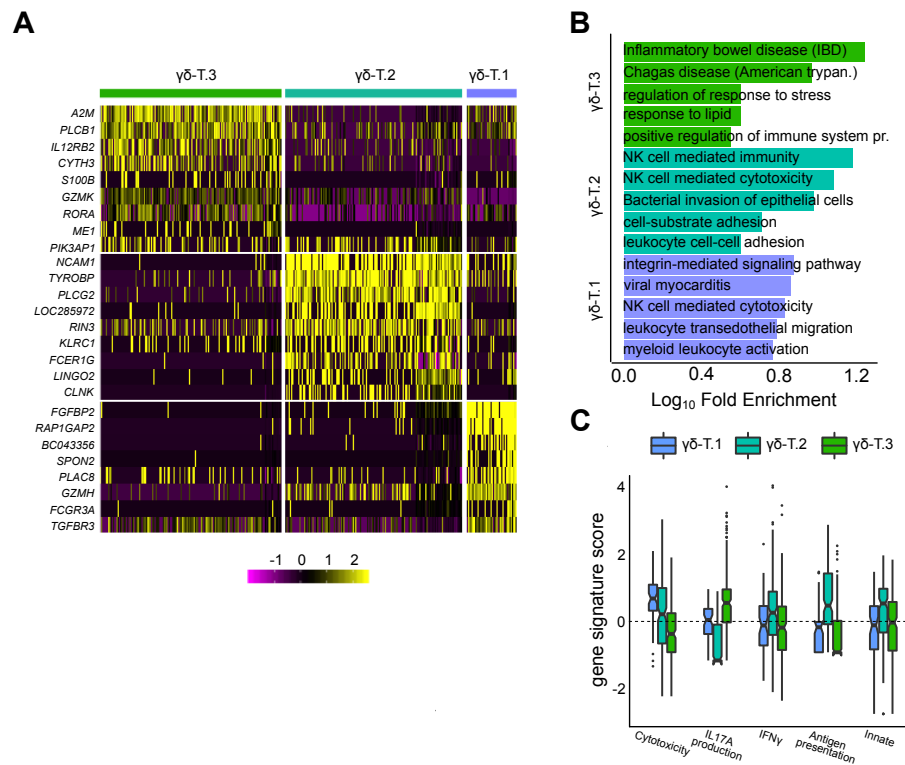 A
γδ-T.3
γδ-T.2
γδ-T.1
A2M
PLCB1
IL12RB2
CYTH3
S100B
GZMK
RORA
ME1
PIK3AP1
NCAM1
TYROBP
PLCG2
LOC285972
RIN3
KLRC1
FCER1G
LINGO2
CLNK
FGFBP2
RAP1GAP2
BC043356
SPON2
PLAC8
GZMH
FCGR3A
TGFBR3
-1 0 1 2
B
γδ-T.3
γδ-T.2
γδ-T.1
Inflammatory bowel disease (IBD)
Chagas disease (American trypan.)
regulation of response to stress
response to lipid
positive regulation of immune system pr.
NK cell mediated immunity
NK cell mediated cytotoxicity
Bacterial invasion of epithelial cells
cell-substrate adhesion
leukocyte cell-cell adhesion
integrin-mediated signaling pathway
viral myocarditis
NK cell mediated cytotoxicity
leukocyte transedothelial migration
myeloid leukocyte activation
0.0 0.4 0.8 1.2
Log10 Fold Enrichment
C
γδ-T.1 γδ-T.2 γδ-T.3
gene signature score
4
2
0
-2
Cytotoxicity
IL17A
production
IFNγ
Antigen
presentation
Innate